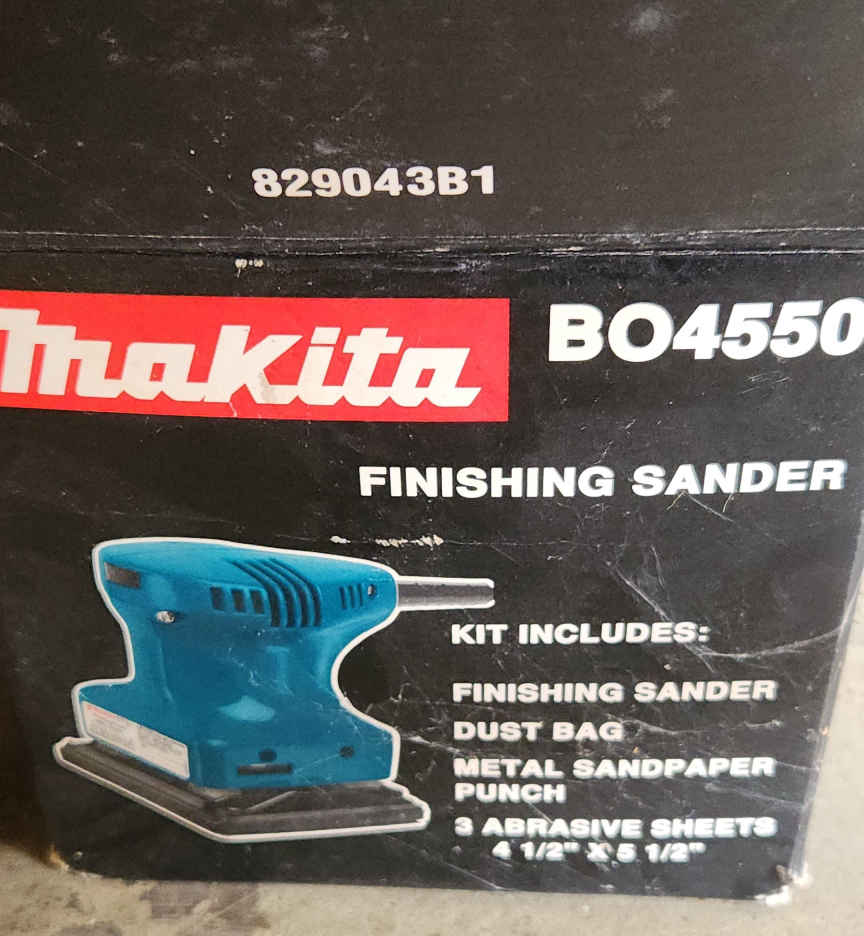 829043B1
makita
BO4550
FINISHING SANDER
KIT INCLUDES:
FINISHING SANDER
DUST BAG
METAL SANDPAPER
PUNCH
3 ABRASIVE SHEETS
4 1/2" X 5 1/2"